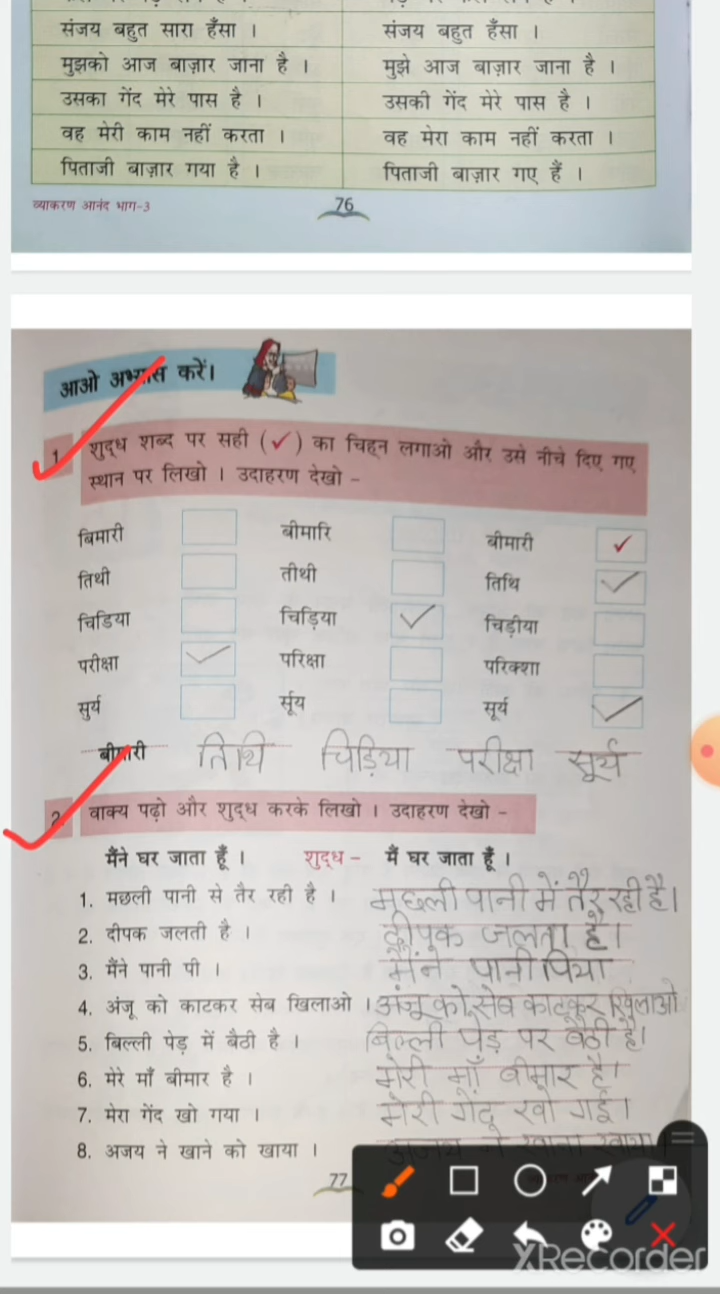 संजय बहुत सारा हँसा । संजय बहुत हँसा ।
मुझको आज बाज़ार जाना है । मुझे आज बाज़ार जाना है ।
उसका गेंद मेरे पास है । उसकी गेंद मेरे पास है ।
वह मेरी काम नहीं करता । वह मेरा काम नहीं करता ।
पिताजी बाज़ार गया है । पिताजी बाज़ार गए हैं ।
व्याकरण आनंद भाग-3 76
आओ अभ्यास करें।
1. शुद्ध शब्द पर सही (✓) का चिह्न लगाओ और उसे नीचे दिए गए
स्थान पर लिखो । उदाहरण देखो –
बिमारी बीमारि बीमारी ✓
तिथी तीथी तिथि ✓
चिडिया चिड़िया ✓ चिड़ीया
परीक्षा ✓ परिक्षा परिक्शा
सुर्य र्सूय सूर्य ✓
बीमारी तिथि चिड़िया परीक्षा सूर्य
2. वाक्य पढ़ो और शुद्ध करके लिखो । उदाहरण देखो –
मैंने घर जाता हूँ । शुद्ध – मैं घर जाता हूँ ।
1. मछली पानी से तैर रही है । मछली पानी में तैर रही है।
2. दीपक जलती है । दीपक जलता है।
3. मैंने पानी पी । मैंने पानी पिया
4. अंजू को काटकर सेब खिलाओ । अंजू को सेव काटकर खिलाओ
5. बिल्ली पेड़ में बैठी है । बिल्ली पेड़ पर बैठी है।
6. मेरे माँ बीमार है । मेरी माँ बीमार है।
7. मेरा गेंद खो गया । मेरी गेंद खो गई।
8. अजय ने खाने को खाया । अजय ने खाना खाया।
77
XRecorder